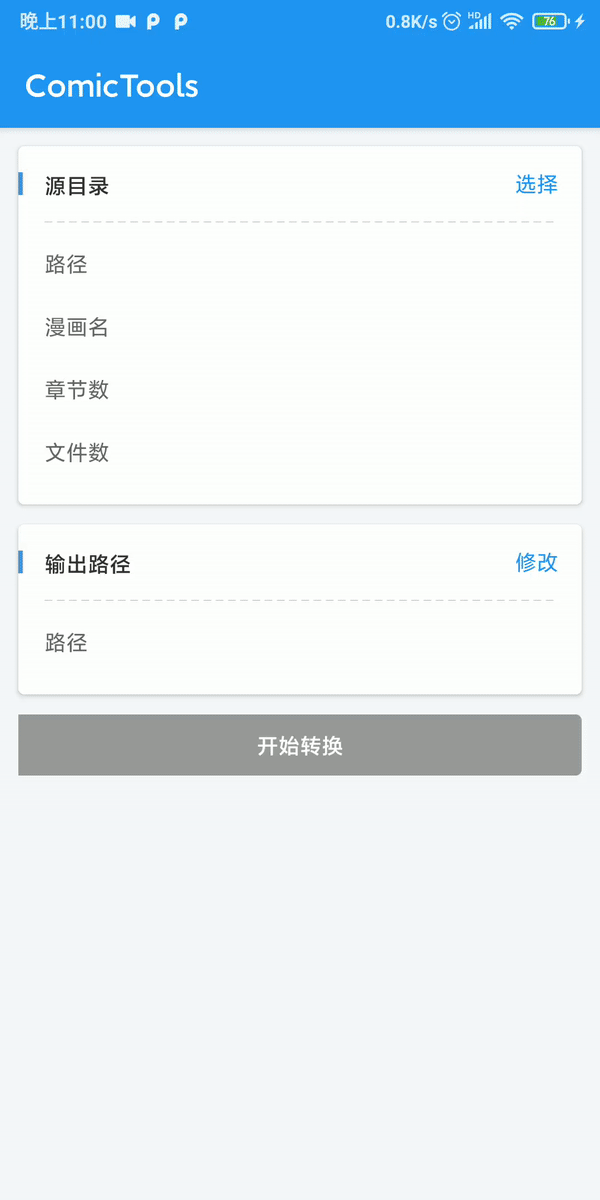 晚上11:00 0.8K/s HD 76
ComicTools
源目录 选择
路径
漫画名
章节数
文件数
输出路径 修改
路径
开始转换